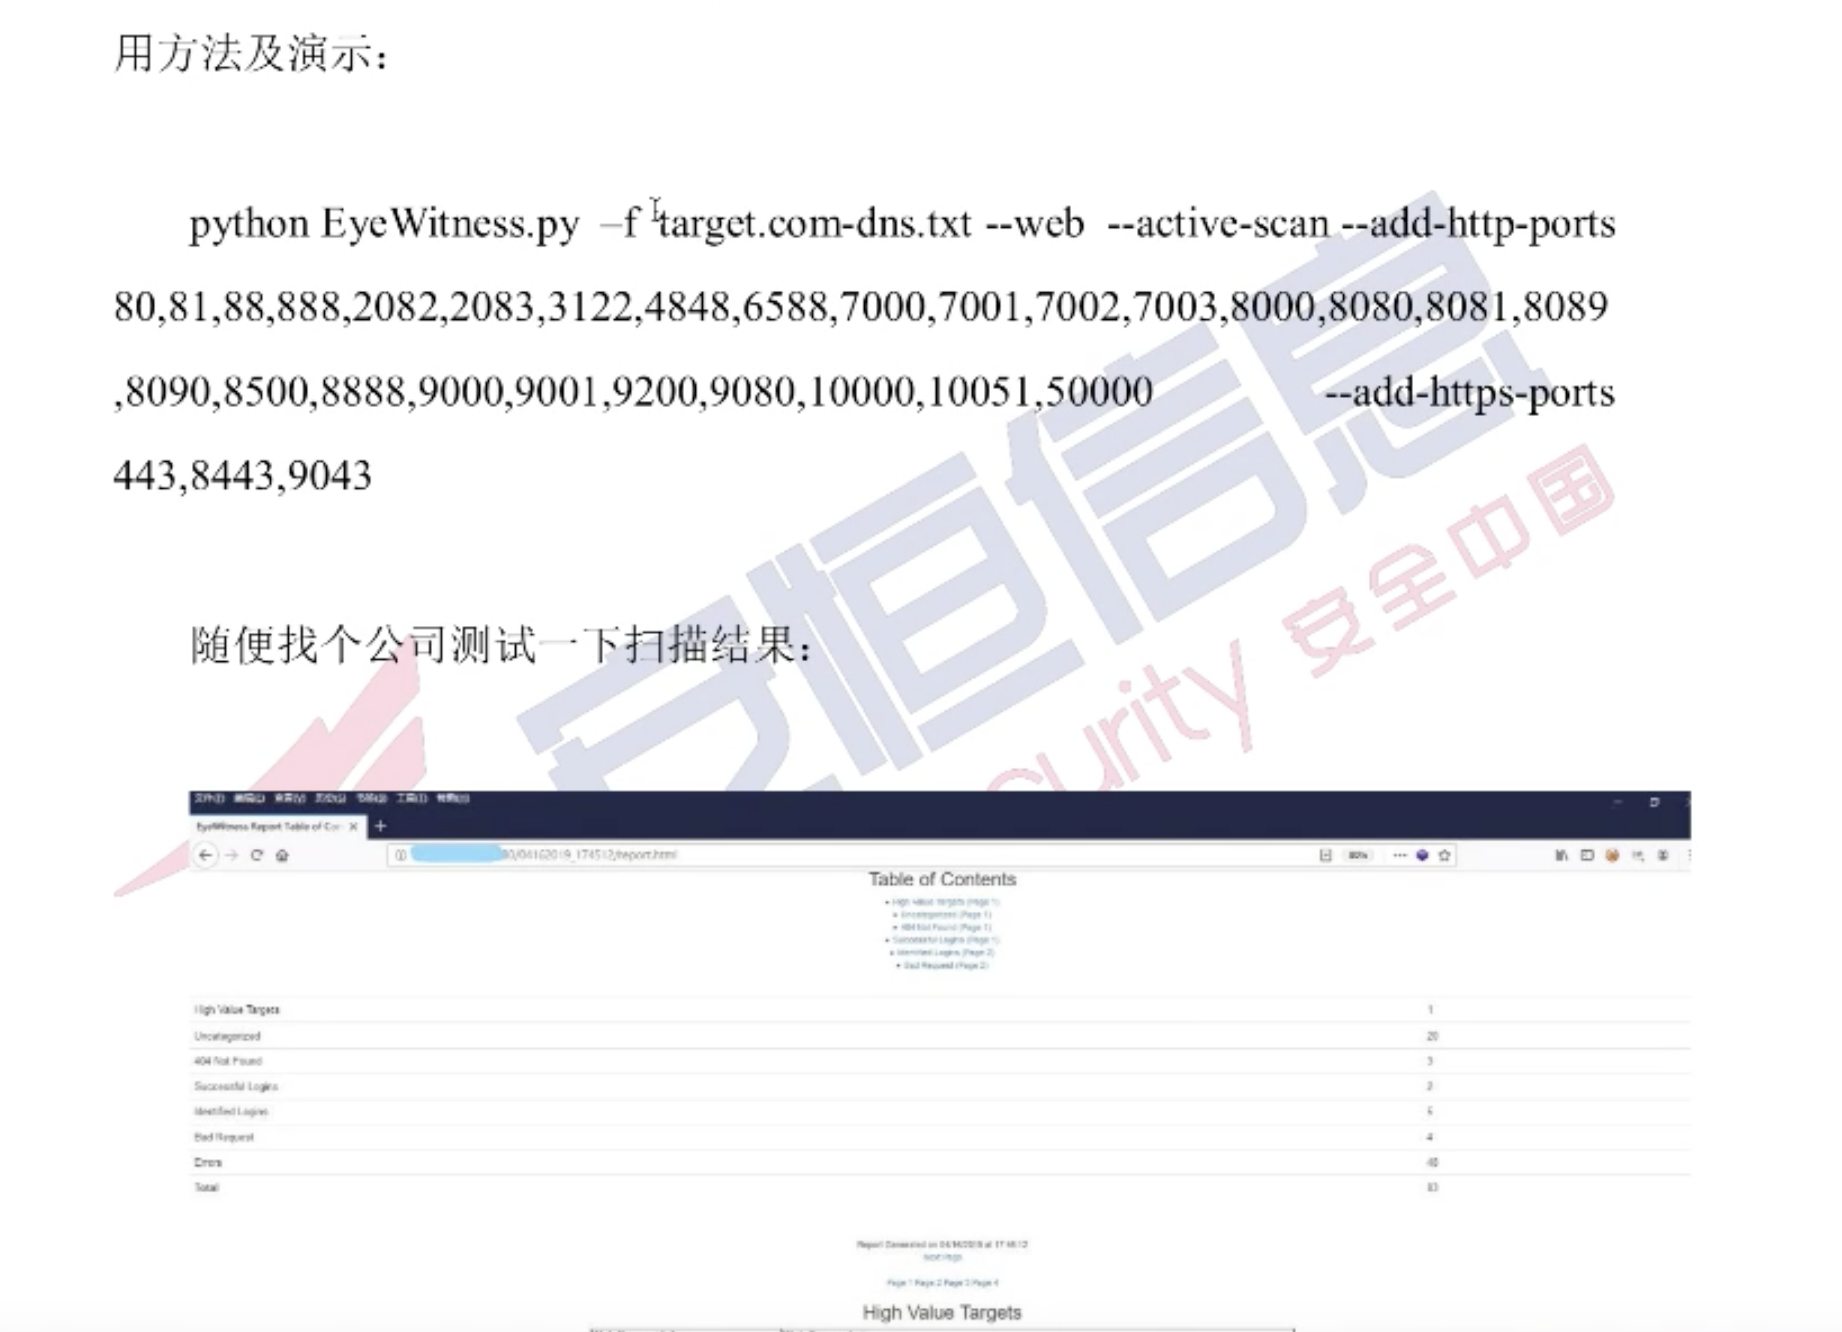 用方法及演示：
python EyeWitness.py –f target.com-dns.txt --web --active-scan --add-http-ports
80,81,88,888,2082,2083,3122,4848,6588,7000,7001,7002,7003,8000,8080,8081,8089
,8090,8500,8888,9000,9001,9200,9080,10000,10051,50000 --add-https-ports
443,8443,9043
安恒信息
curity 安全中国
随便找个公司测试一下扫描结果：
EyeWitness Report Table of Con
80/04162019_174512/report.html
Table of Contents
High Value Targets (Page 1)
Uncategorized (Page 1)
404 Not Found (Page 1)
Successful Logins (Page 1)
Identified Logins (Page 2)
Bad Request (Page 2)
High Value Targets 1
Uncategorized 20
404 Not Found 3
Successful Logins 2
Identified Logins 5
Bad Request 4
Errors 48
Total 83
Report Generated on 04/16/2019 at 17:45:12
Next Page
Page 1 Page 2 Page 3 Page 4
High Value Targets